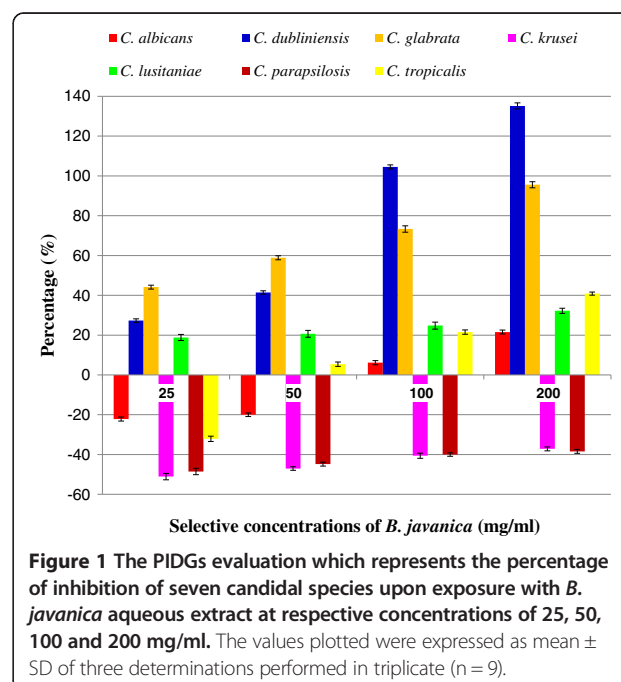 C. albicans C. dubliniensis C. glabrata C. krusei
C. lusitaniae C. parapsilosis C. tropicalis
140
120
100
80
60
40
20
0
-20
-40
-60
Percentage (%)
25 50 100 200
Selective concentrations of B. javanica (mg/ml)
Figure 1 The PIDGs evaluation which represents the percentage
of inhibition of seven candidal species upon exposure with B.
javanica aqueous extract at respective concentrations of 25, 50,
100 and 200 mg/ml. The values plotted were expressed as mean ±
SD of three determinations performed in triplicate (n = 9).